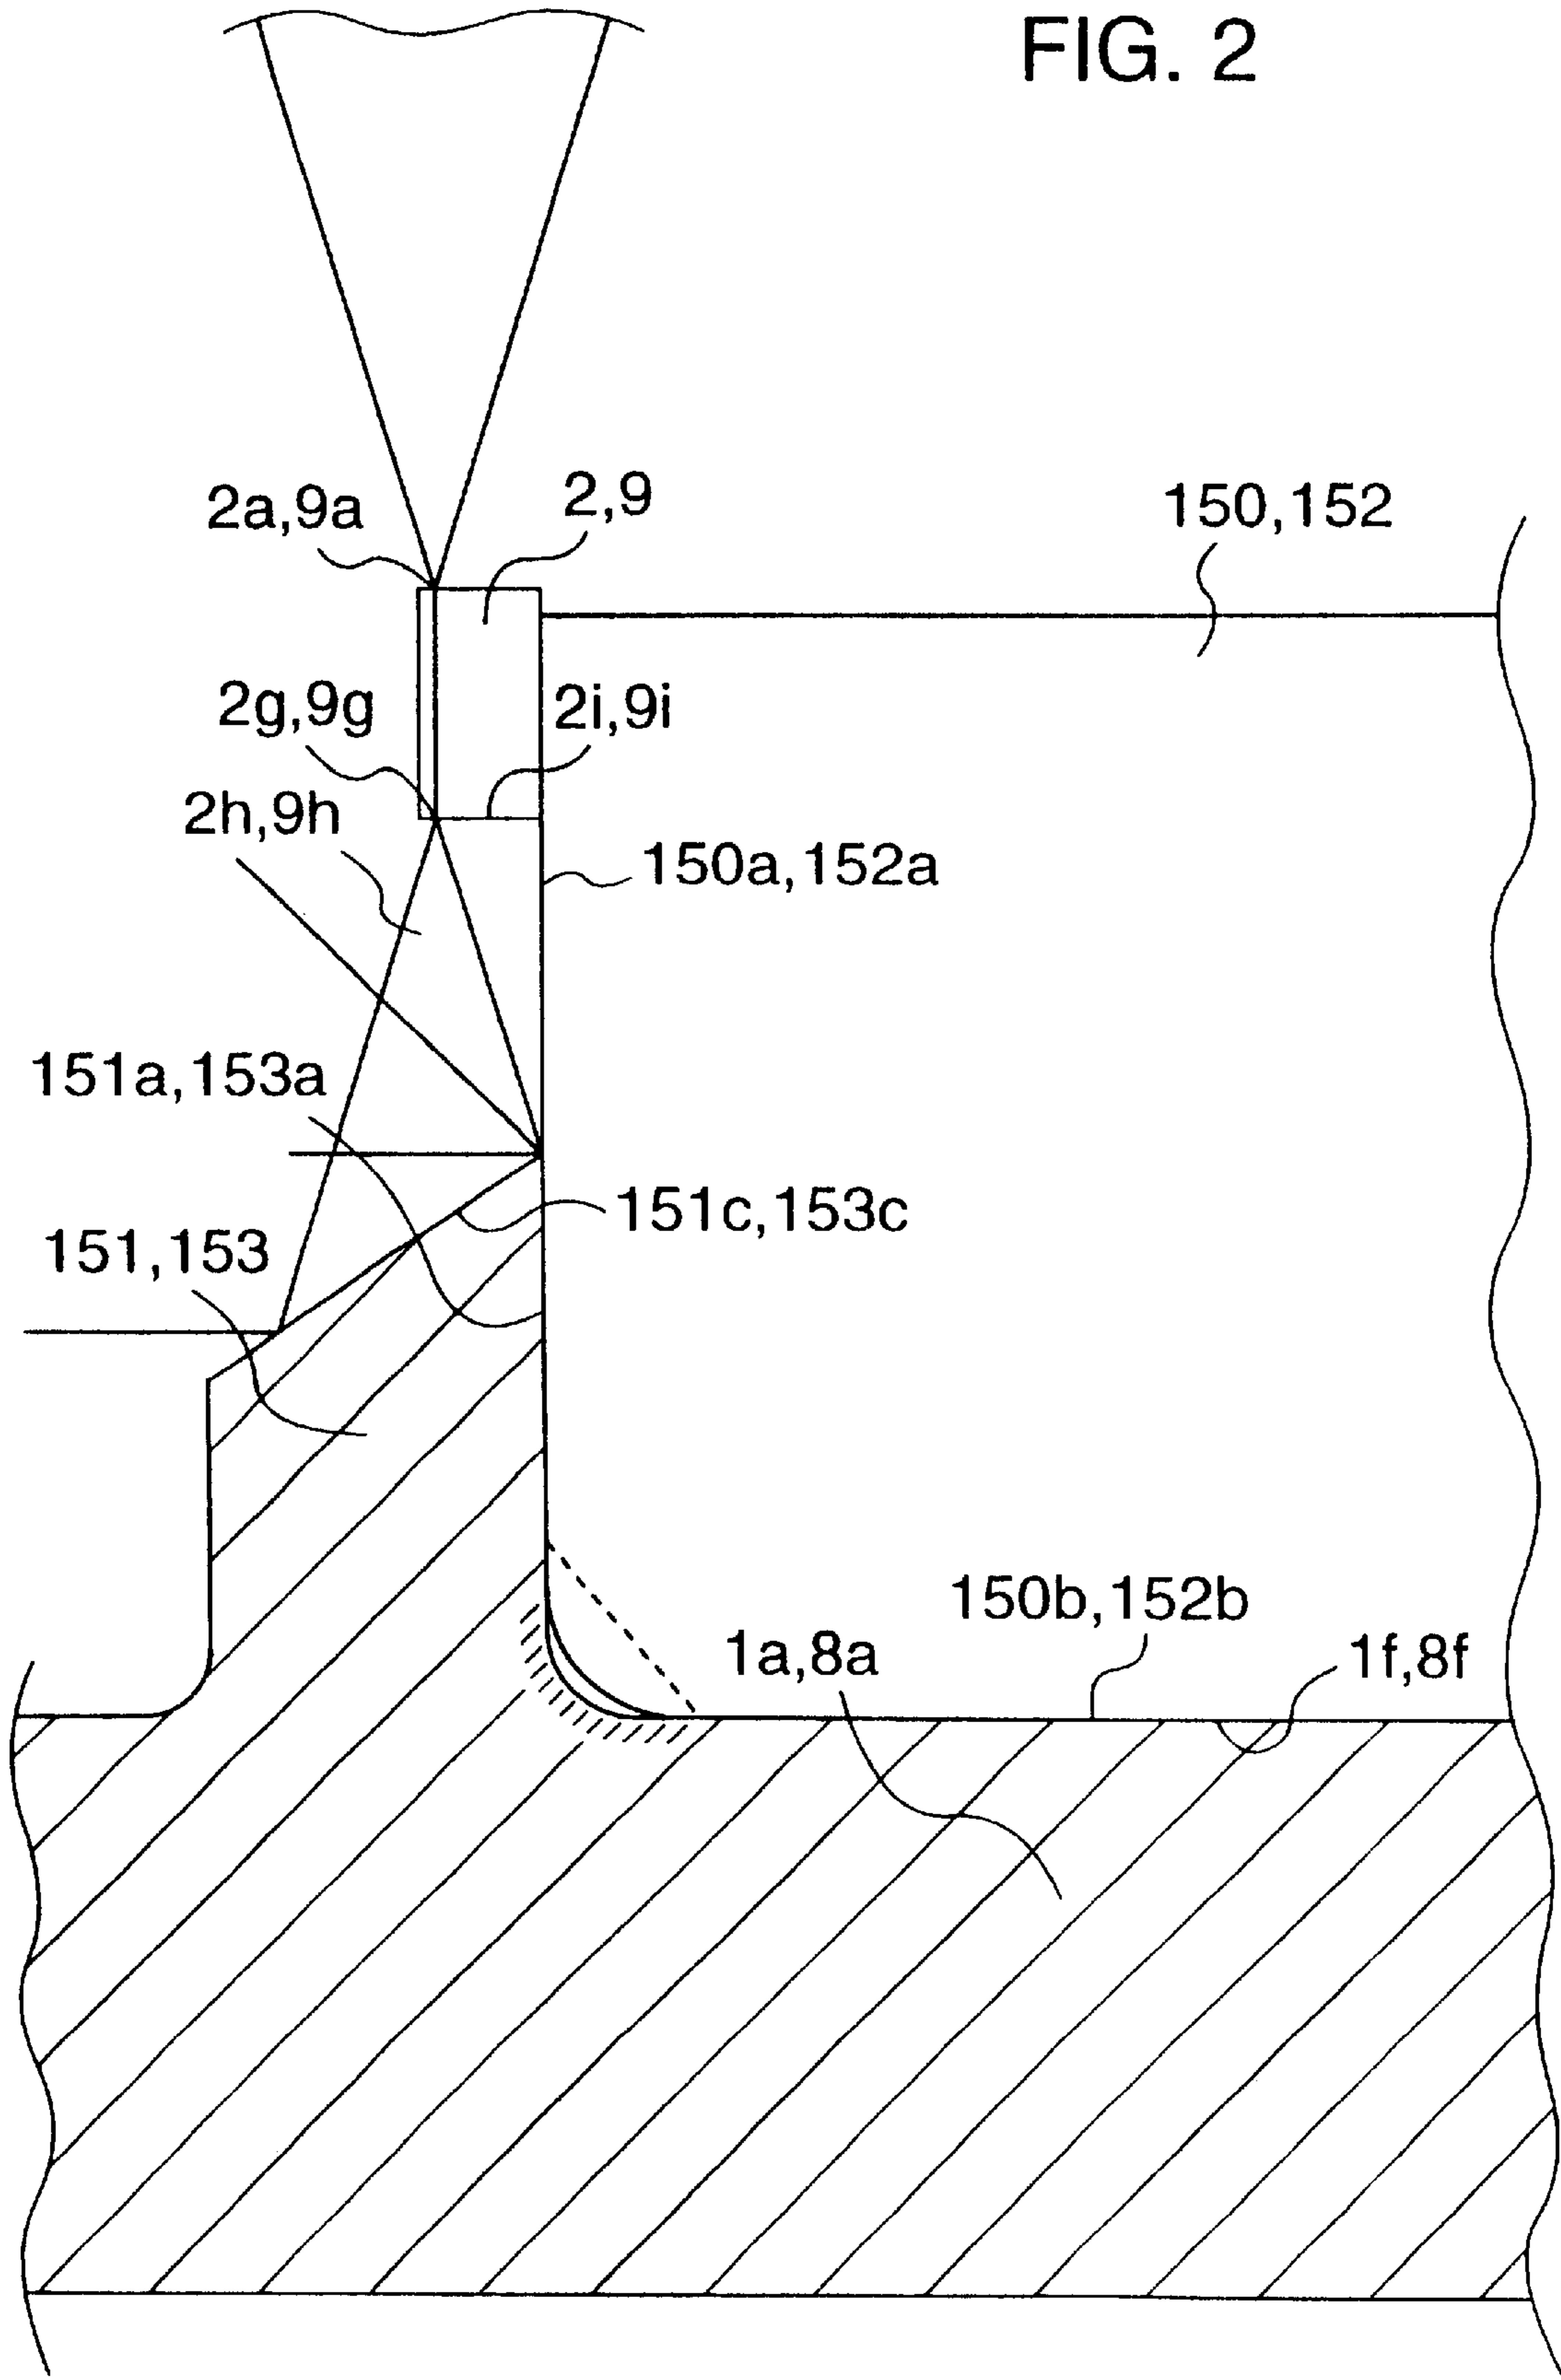 FIG. 2
2a,9a
2,9
150,152
2g,9g
2i,9i
2h,9h
150a,152a
151a,153a
151c,153c
151,153
150b,152b
1a,8a
1f,8f